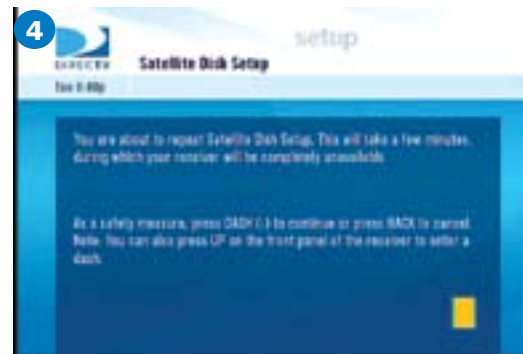 4
setup
DIRECTV
Satellite Disk Setup
Tue
You are about to repeat Satellite Dish Setup. This will take a few minutes,
during which your receiver will be completely unavailable.
As a safety measure, press DASH (-) to continue or press BACK to cancel.
Note: You can also press UP on the front panel of the receiver to enter a
dash.